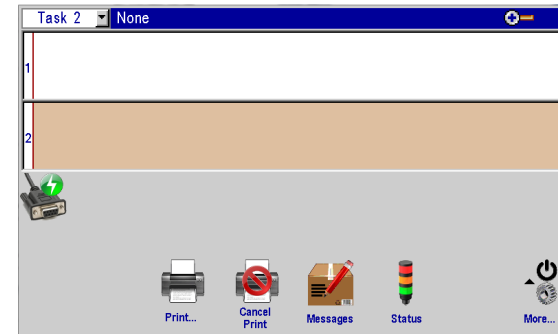 Task 2 None
1
2
Print...
Cancel
Print
Messages
Status
More...